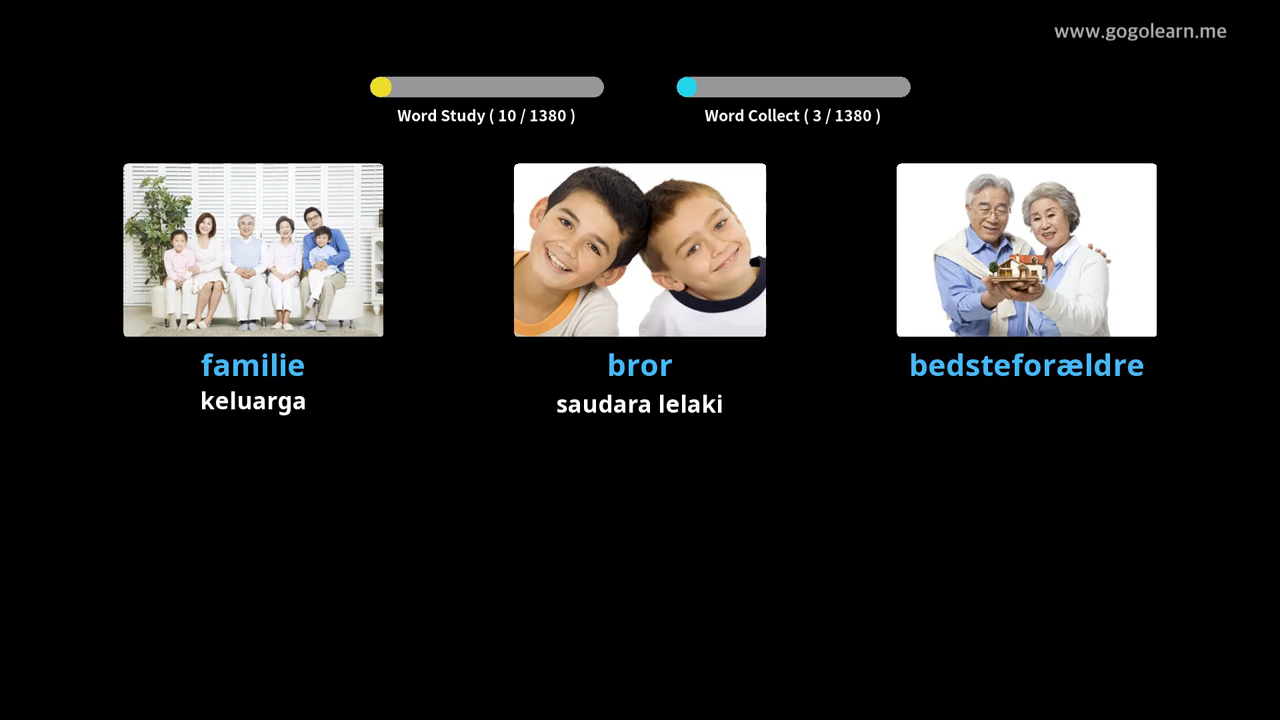 www.gogolearn.me
Word Study ( 10 / 1380 )
Word Collect ( 3 / 1380 )
familie
keluarga
bror
saudara lelaki
bedsteforældre